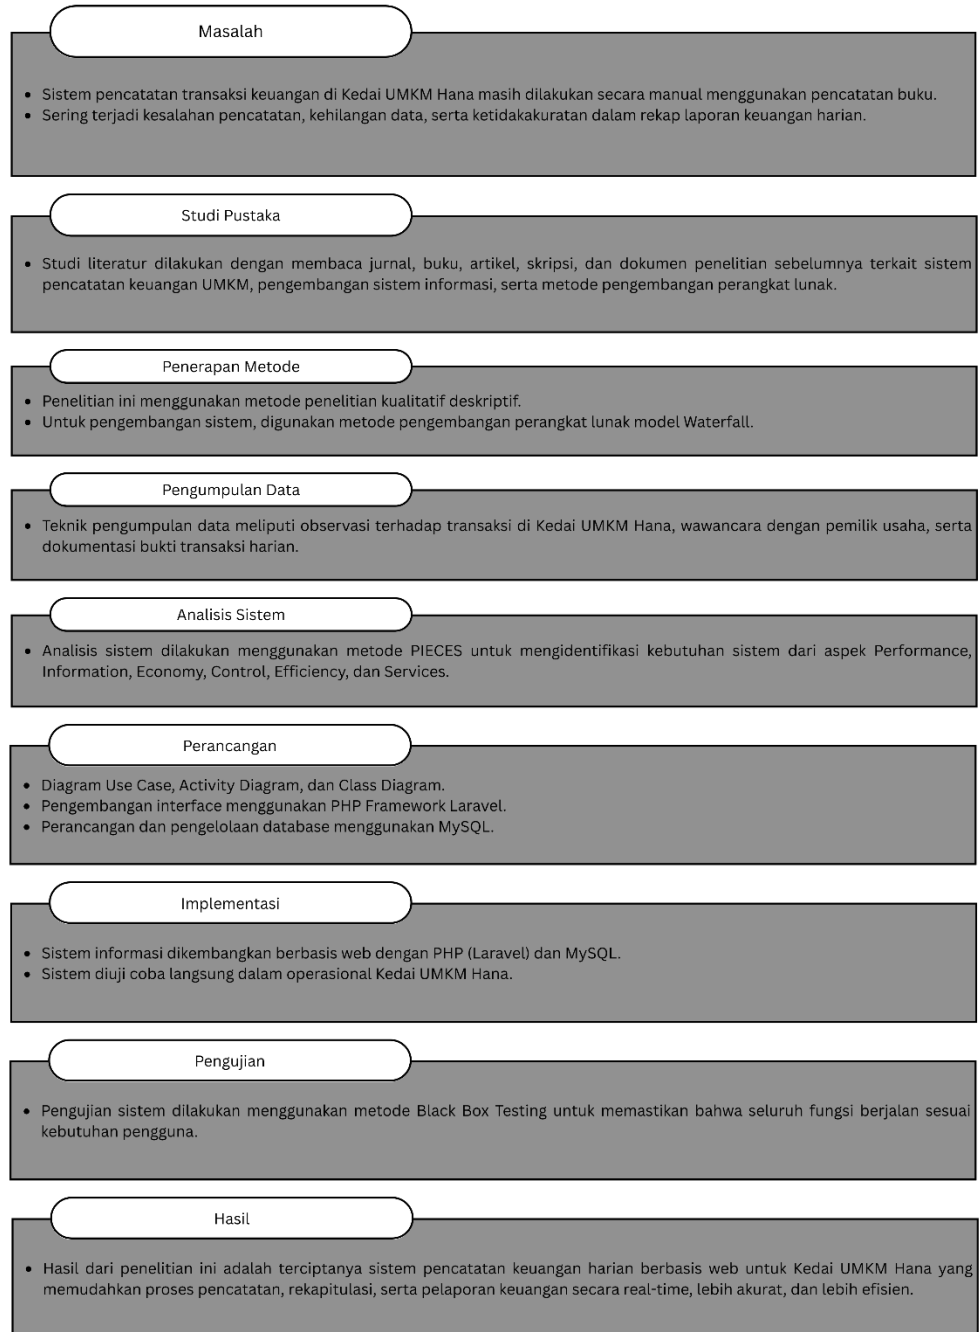 Masalah
• Sistem pencatatan transaksi keuangan di Kedai UMKM Hana masih dilakukan secara manual menggunakan pencatatan buku.
• Sering terjadi kesalahan pencatatan, kehilangan data, serta ketidakakuratan dalam rekap laporan keuangan harian.
Studi Pustaka
• Studi literatur dilakukan dengan membaca jurnal, buku, artikel, skripsi, dan dokumen penelitian sebelumnya terkait sistem
pencatatan keuangan UMKM, pengembangan sistem informasi, serta metode pengembangan perangkat lunak.
Penerapan Metode
• Penelitian ini menggunakan metode penelitian kualitatif deskriptif.
• Untuk pengembangan sistem, digunakan metode pengembangan perangkat lunak model Waterfall.
Pengumpulan Data
• Teknik pengumpulan data meliputi observasi terhadap transaksi di Kedai UMKM Hana, wawancara dengan pemilik usaha, serta
dokumentasi bukti transaksi harian.
Analisis Sistem
• Analisis sistem dilakukan menggunakan metode PIECES untuk mengidentifikasi kebutuhan sistem dari aspek Performance,
Information, Economy, Control, Efficiency, dan Services.
Perancangan
• Diagram Use Case, Activity Diagram, dan Class Diagram.
• Pengembangan interface menggunakan PHP Framework Laravel.
• Perancangan dan pengelolaan database menggunakan MySQL.
Implementasi
• Sistem informasi dikembangkan berbasis web dengan PHP (Laravel) dan MySQL.
• Sistem diuji coba langsung dalam operasional Kedai UMKM Hana.
Pengujian
• Pengujian sistem dilakukan menggunakan metode Black Box Testing untuk memastikan bahwa seluruh fungsi berjalan sesuai
kebutuhan pengguna.
Hasil
• Hasil dari penelitian ini adalah terciptanya sistem pencatatan keuangan harian berbasis web untuk Kedai UMKM Hana yang
memudahkan proses pencatatan, rekapitulasi, serta pelaporan keuangan secara real-time, lebih akurat, dan lebih efisien.